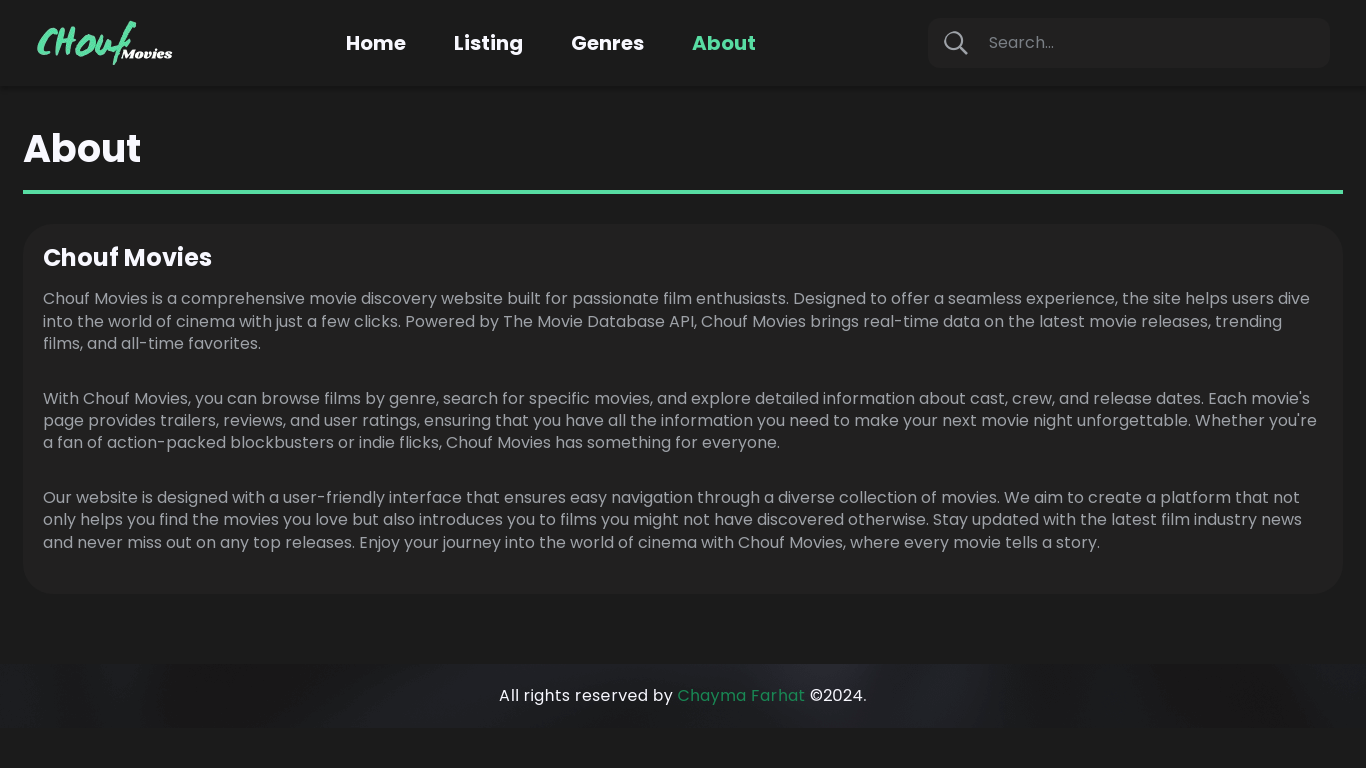 CHouf Movies
Home
Listing
Genres
About
Search...
About
Chouf Movies
Chouf Movies is a comprehensive movie discovery website built for passionate film enthusiasts. Designed to offer a seamless experience, the site helps users dive
into the world of cinema with just a few clicks. Powered by The Movie Database API, Chouf Movies brings real-time data on the latest movie releases, trending
films, and all-time favorites.
With Chouf Movies, you can browse films by genre, search for specific movies, and explore detailed information about cast, crew, and release dates. Each movie's
page provides trailers, reviews, and user ratings, ensuring that you have all the information you need to make your next movie night unforgettable. Whether you're
a fan of action-packed blockbusters or indie flicks, Chouf Movies has something for everyone.
Our website is designed with a user-friendly interface that ensures easy navigation through a diverse collection of movies. We aim to create a platform that not
only helps you find the movies you love but also introduces you to films you might not have discovered otherwise. Stay updated with the latest film industry news
and never miss out on any top releases. Enjoy your journey into the world of cinema with Chouf Movies, where every movie tells a story.
All rights reserved by Chayma Farhat ©2024.